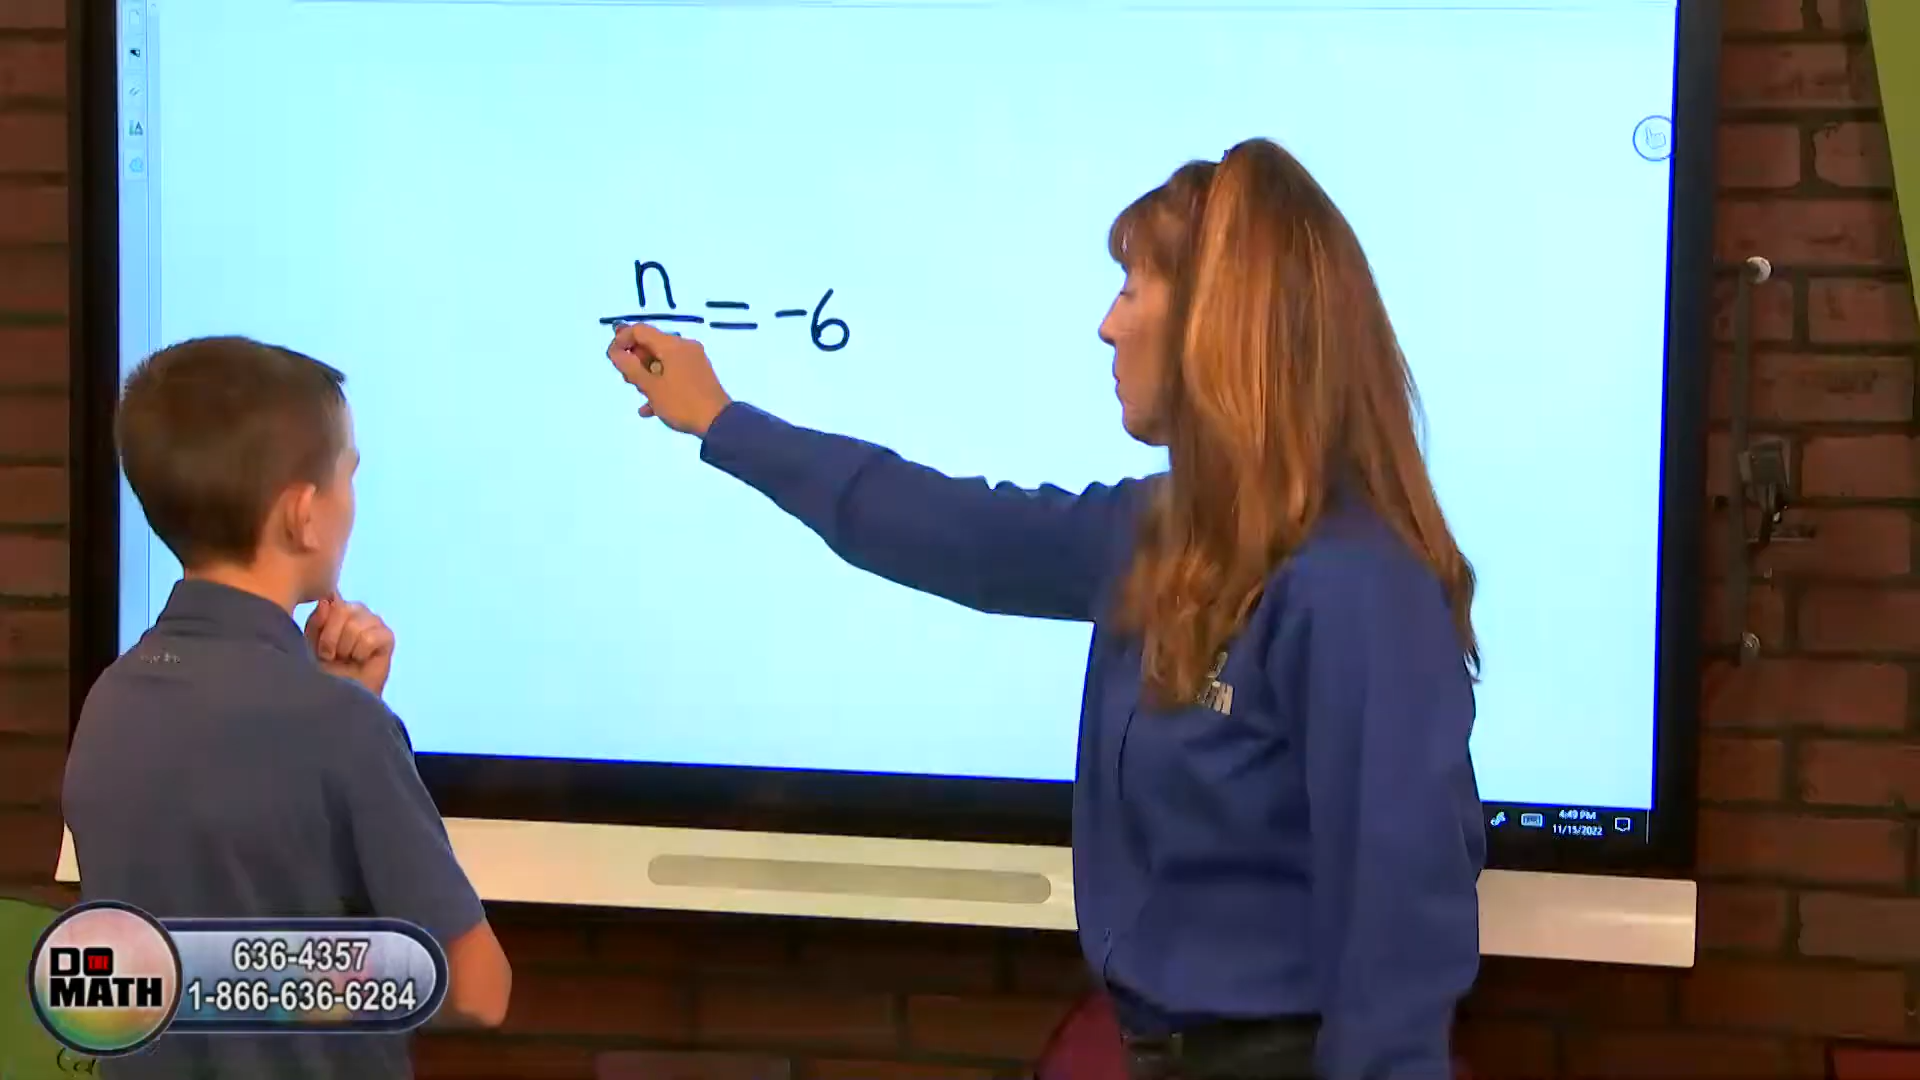 n
= -6
4:49 PM
11/15/2022
DO THE MATH
636-4357
1-866-636-6284